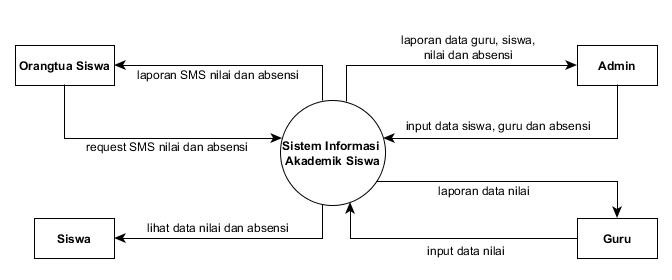 laporan data guru, siswa,
nilai dan absensi
Orangtua Siswa
Admin
laporan SMS nilai dan absensi
input data siswa, guru dan absensi
request SMS nilai dan absensi
Sistem Informasi
Akademik Siswa
laporan data nilai
lihat data nilai dan absensi
Siswa
Guru
input data nilai